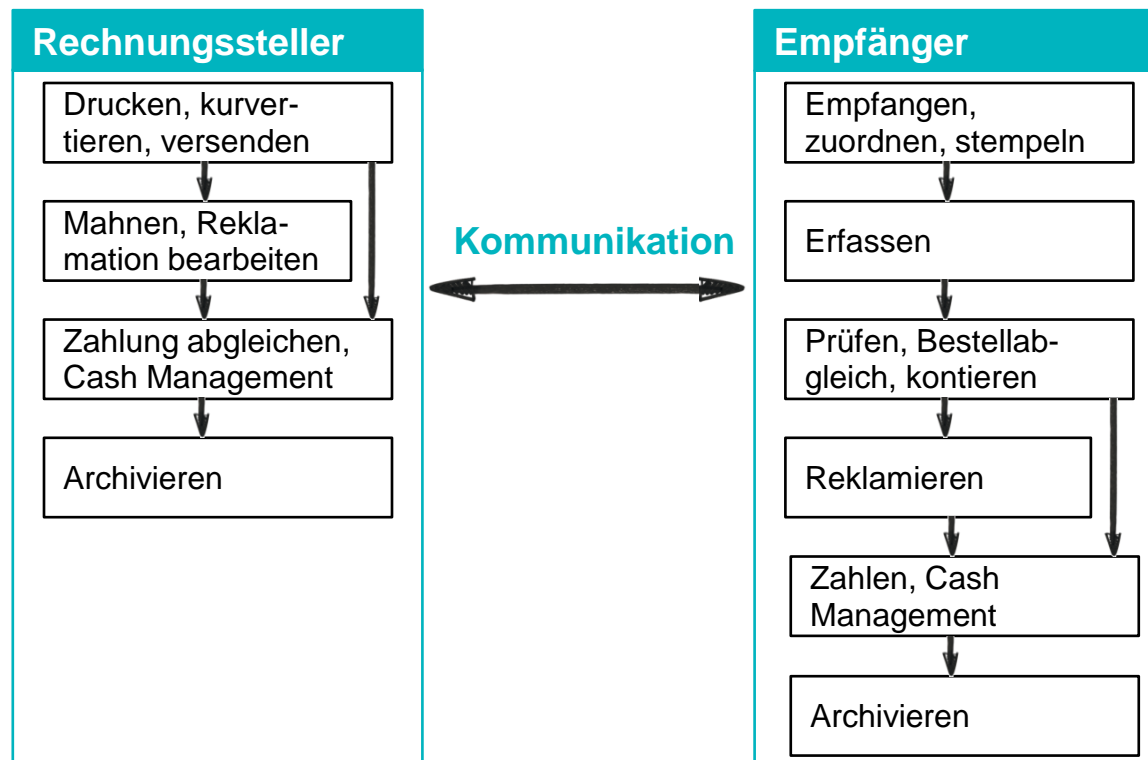 Rechnungssteller
Drucken, kurver-
tieren, versenden
Mahnen, Rekla-
mation bearbeiten
Zahlung abgleichen,
Cash Management
Archivieren
Kommunikation
Empfänger
Empfangen,
zuordnen, stempeln
Erfassen
Prüfen, Bestellab-
gleich, kontieren
Reklamieren
Zahlen, Cash
Management
Archivieren